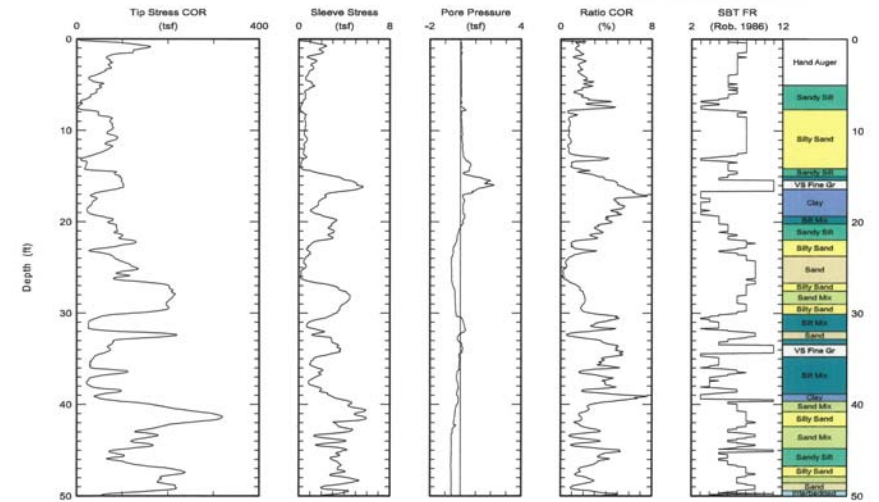 Tip Stress COR
(tsf)
Sleeve Stress
(tsf)
Pore Pressure
(tsf)
Ratio COR
(%)
SBT FR
(Rob. 1986)
0 400
0 8
-2 4
0 8
2 12
Depth (ft)
0
10
20
30
40
50
Hand Auger
Sandy Silt
Silty Sand
Sandy Silt
VS Fine Gr
Clay
Silt Mix
Sandy Silt
Silty Sand
Sand
Silty Sand
Sand Mix
Silty Sand
Silt Mix
Sand
VS Fine Gr
Silt Mix
Clay
Sand Mix
Silty Sand
Sand Mix
Sandy Silt
Silty Sand
Sand
0
10
20
30
40
50